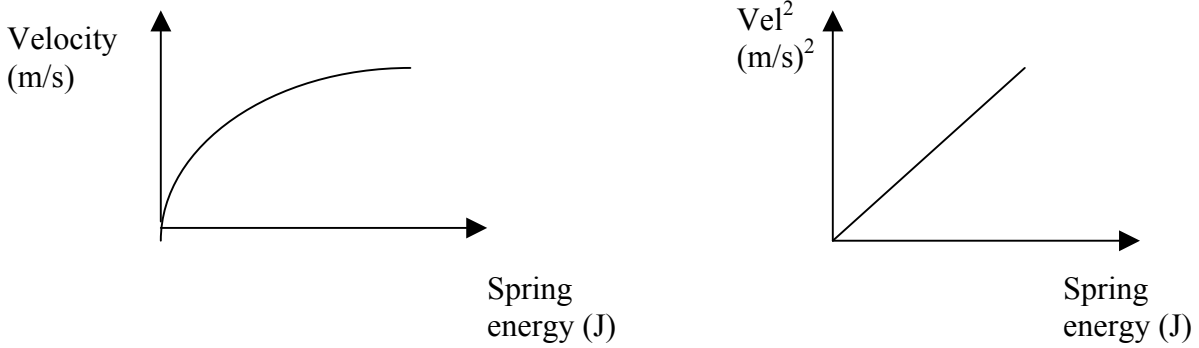 Velocity
(m/s)
Spring
energy (J)
Vel²
(m/s)²
Spring
energy (J)